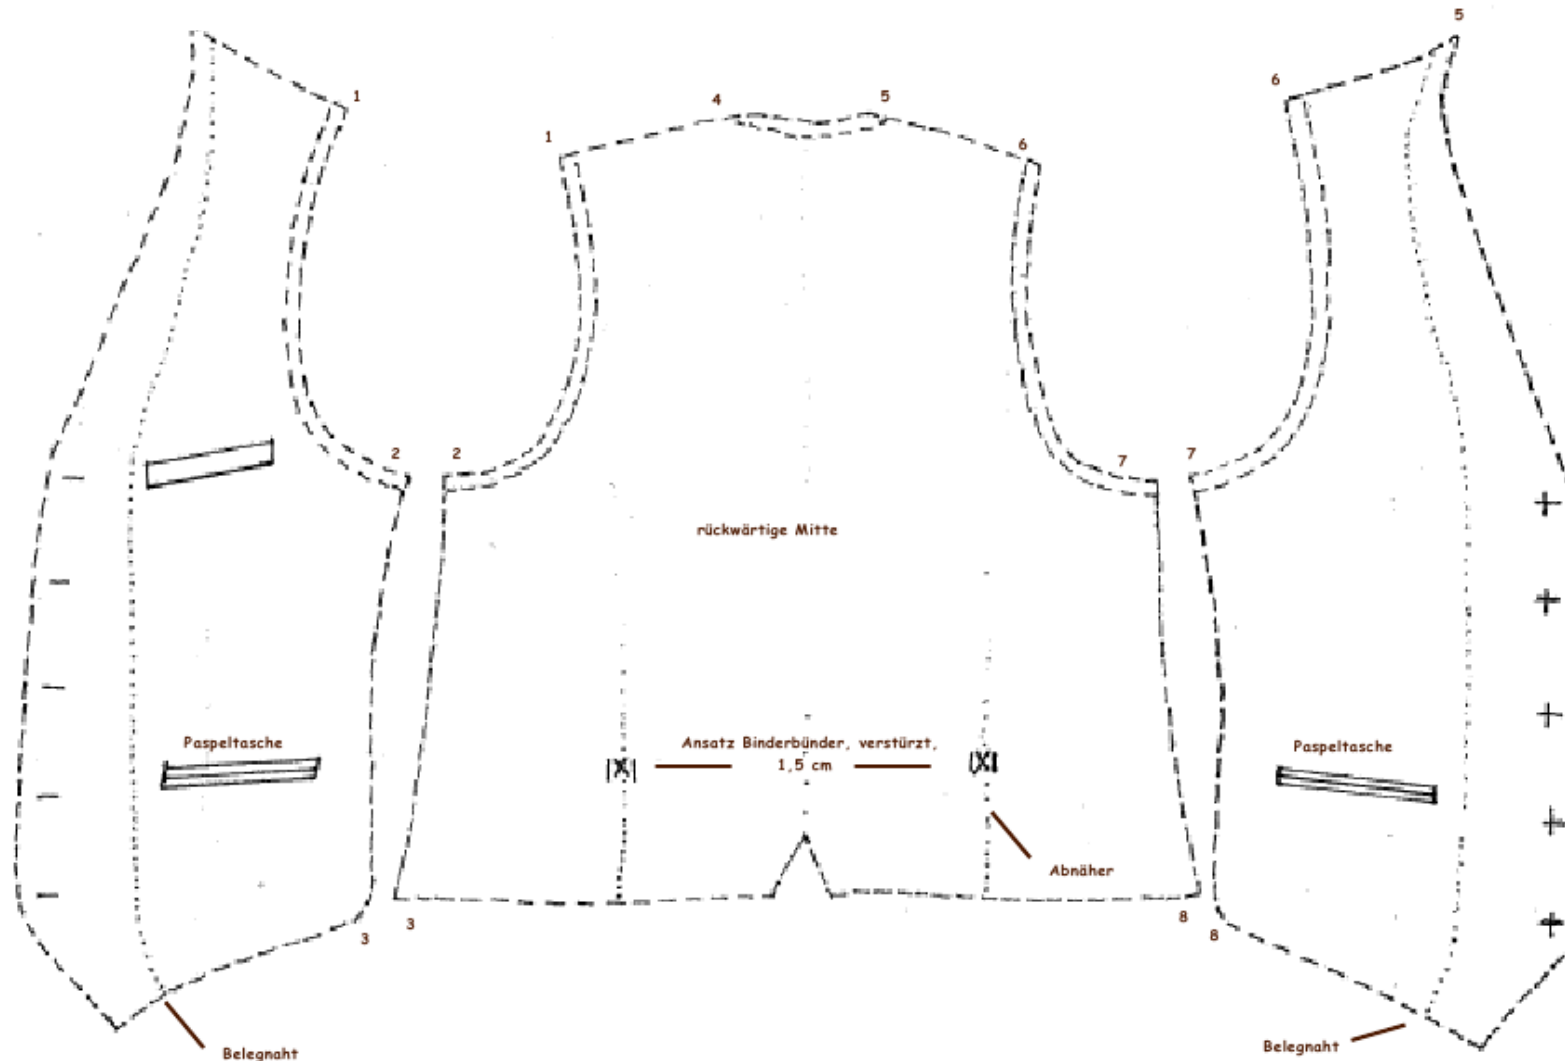 5
6
4
5
1
1
6
2
2
7
7
rückwärtige Mitte
Paspeltasche
Ansatz Binderbünder, verstürzt,
1,5 cm
Paspeltasche
X
X
Abnäher
3
3
8
8
Belegnaht
Belegnaht